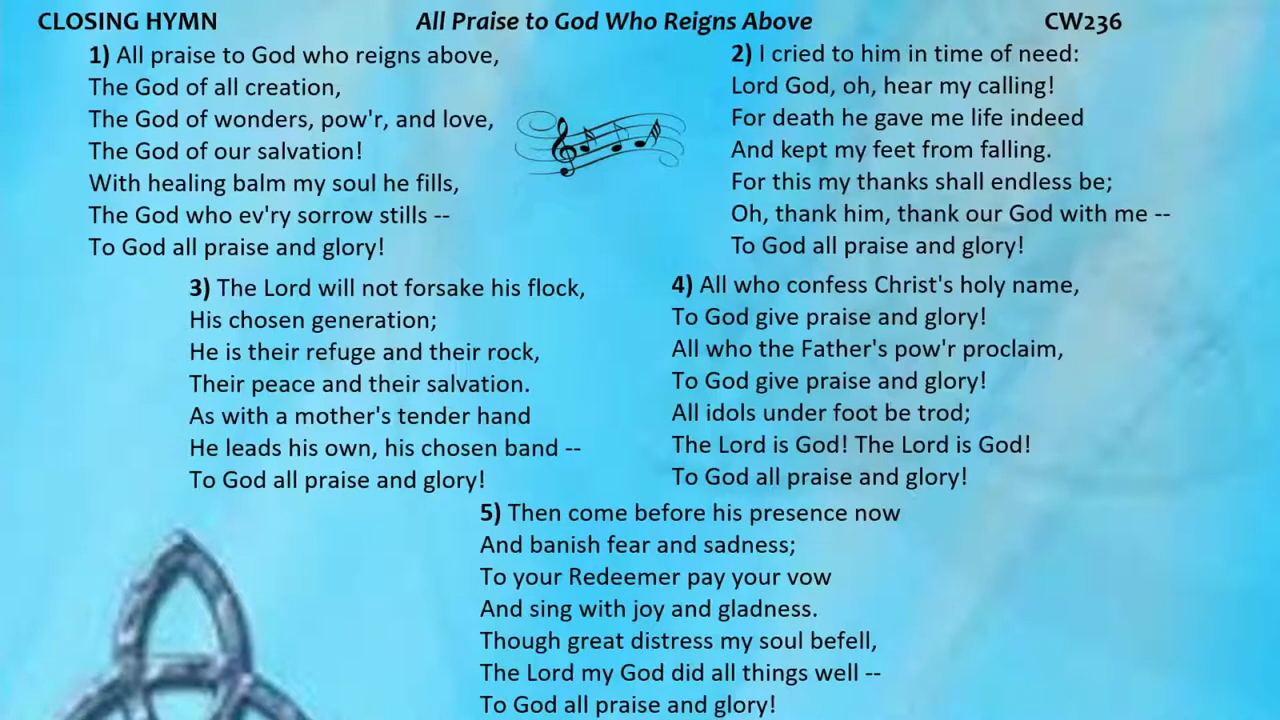 CLOSING HYMN All Praise to God Who Reigns Above CW236
1) All praise to God who reigns above,
The God of all creation,
The God of wonders, pow'r, and love,
The God of our salvation!
With healing balm my soul he fills,
The God who ev'ry sorrow stills --
To God all praise and glory!
2) I cried to him in time of need:
Lord God, oh, hear my calling!
For death he gave me life indeed
And kept my feet from falling.
For this my thanks shall endless be;
Oh, thank him, thank our God with me --
To God all praise and glory!
3) The Lord will not forsake his flock,
His chosen generation;
He is their refuge and their rock,
Their peace and their salvation.
As with a mother's tender hand
He leads his own, his chosen band --
To God all praise and glory!
4) All who confess Christ's holy name,
To God give praise and glory!
All who the Father's pow'r proclaim,
To God give praise and glory!
All idols under foot be trod;
The Lord is God! The Lord is God!
To God all praise and glory!
5) Then come before his presence now
And banish fear and sadness;
To your Redeemer pay your vow
And sing with joy and gladness.
Though great distress my soul befell,
The Lord my God did all things well --
To God all praise and glory!